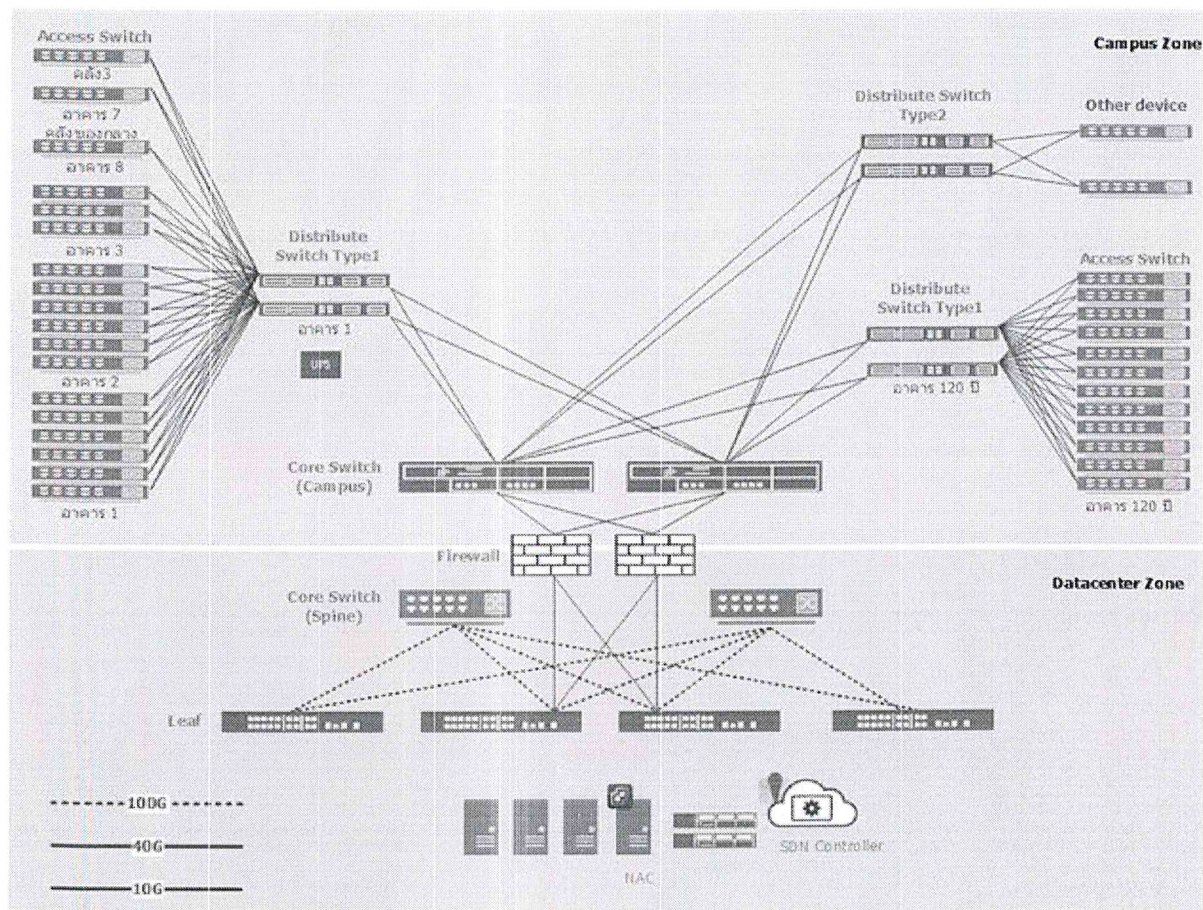 Access Switch
คลัง3
อาคาร 7
คลังของกลาง
อาคาร 8
อาคาร 3
อาคาร 2
อาคาร 1
Distribute
Switch Type1
อาคาร 1
UPS
Campus Zone
Distribute Switch
Type2
Other device
Distribute
Switch Type1
อาคาร 120 ปี
Access Switch
อาคาร 120 ปี
Core Switch
(Campus)
Firewall
Datacenter Zone
Core Switch
(Spine)
Leaf
100G
40G
10G
NAC
SDN Controller